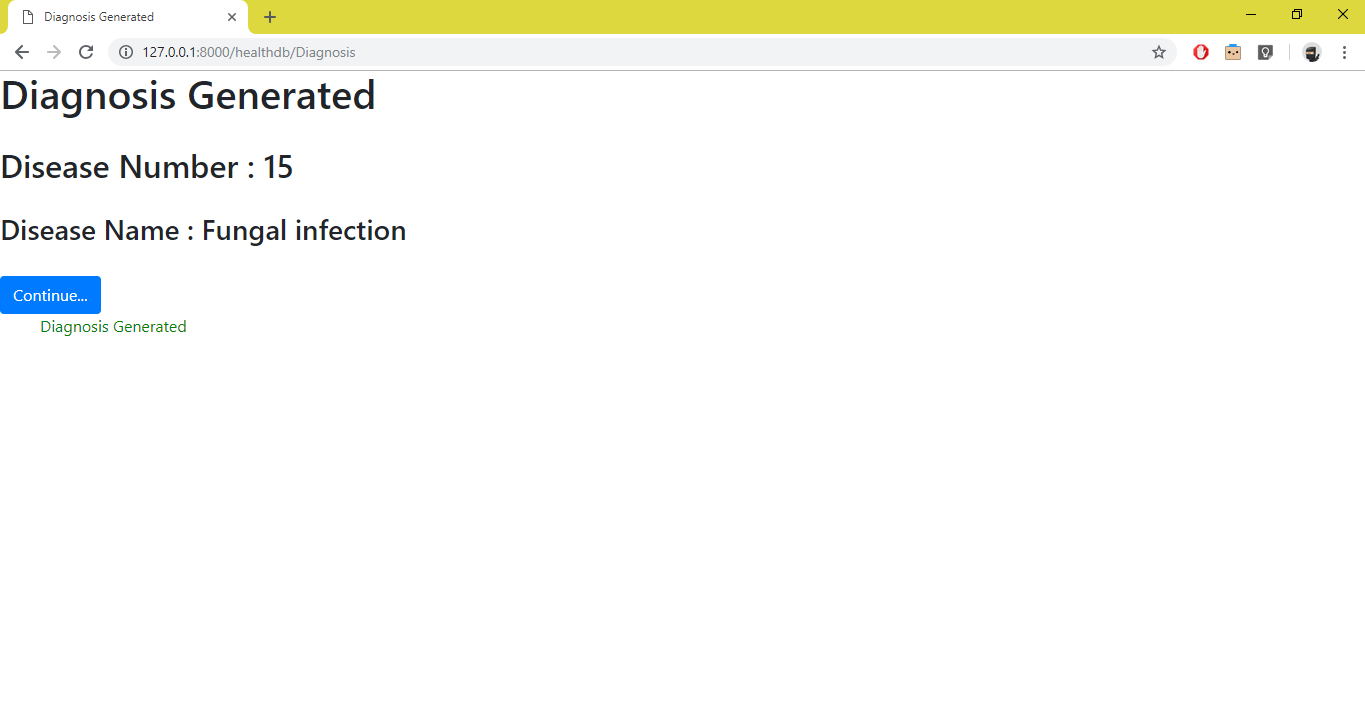 Diagnosis Generated
127.0.0.1:8000/healthdb/Diagnosis
Diagnosis Generated
Disease Number : 15
Disease Name : Fungal infection
Continue...
Diagnosis Generated